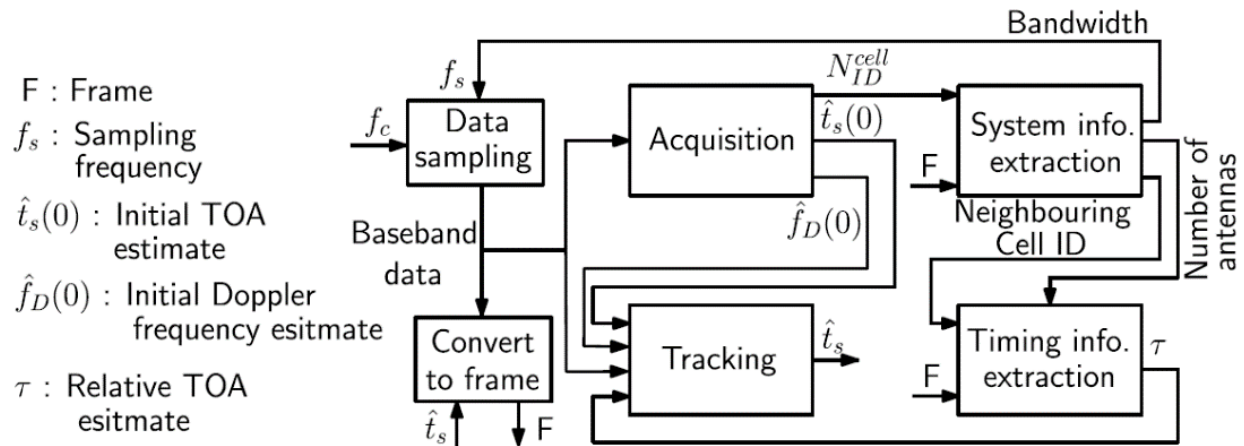 F : Frame
f_s : Sampling
frequency
t̂_s(0) : Initial TOA
estimate
f̂_D(0) : Initial Doppler
frequency esitmate
τ : Relative TOA
esitmate
f_c
f_s
Data
sampling
Baseband
data
Convert
to frame
t̂_s
F
Acquisition
N_{ID}^{cell}
t̂_s(0)
f̂_D(0)
Tracking
t̂_s
Bandwidth
System info.
extraction
F
Neighbouring
Cell ID
Number of
antennas
Timing info.
extraction
F
τ